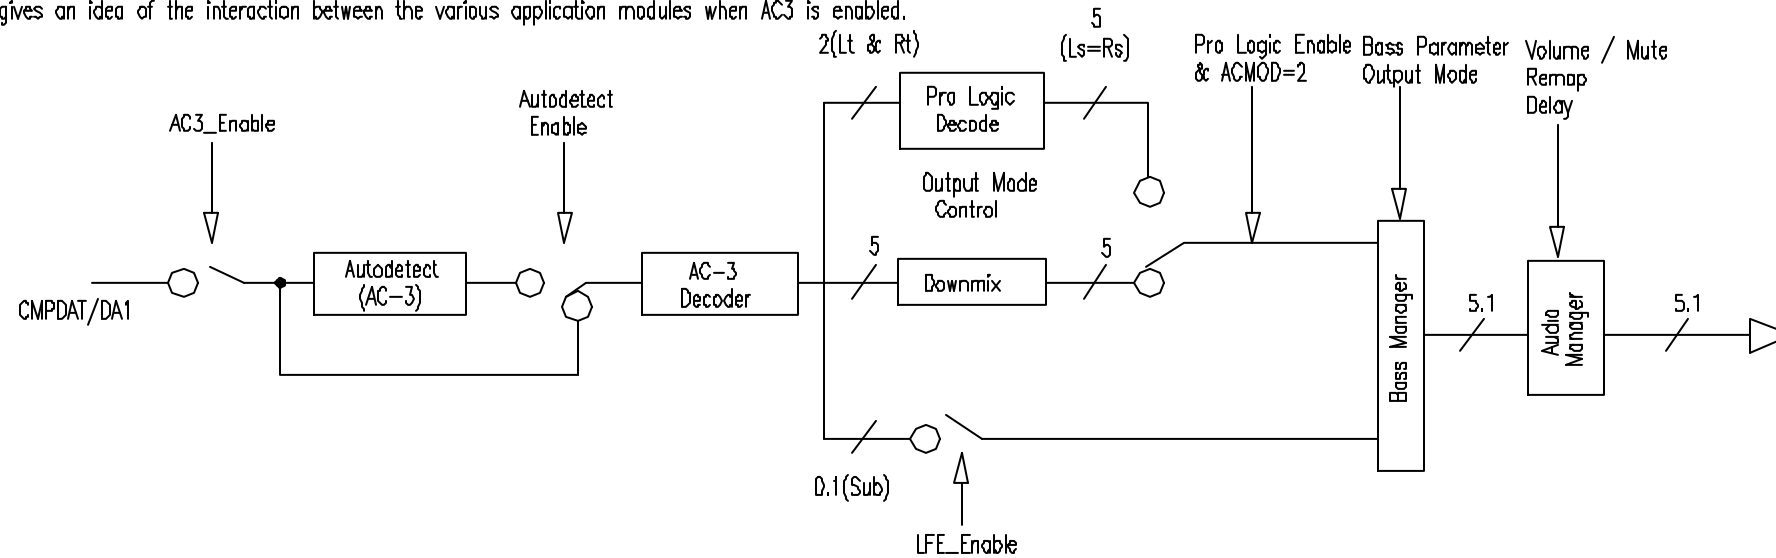 gives an idea of the interaction between the various application modules when AC3 is enabled.
2(Lt & Rt)
5
(Ls=Rs)
Pro Logic Enable
& ACMOD=2
Bass Parameter
Output Mode
Volume / Mute
Remap
Delay
AC3_Enable
Autodetect
Enable
Pro Logic
Decode
Output Mode
Control
CMPDAT/DA1
Autodetect
(AC-3)
AC-3
Decoder
5
Downmix
5
Bass Manager
5.1
Audio
Manager
5.1
0.1(Sub)
LFE_Enable